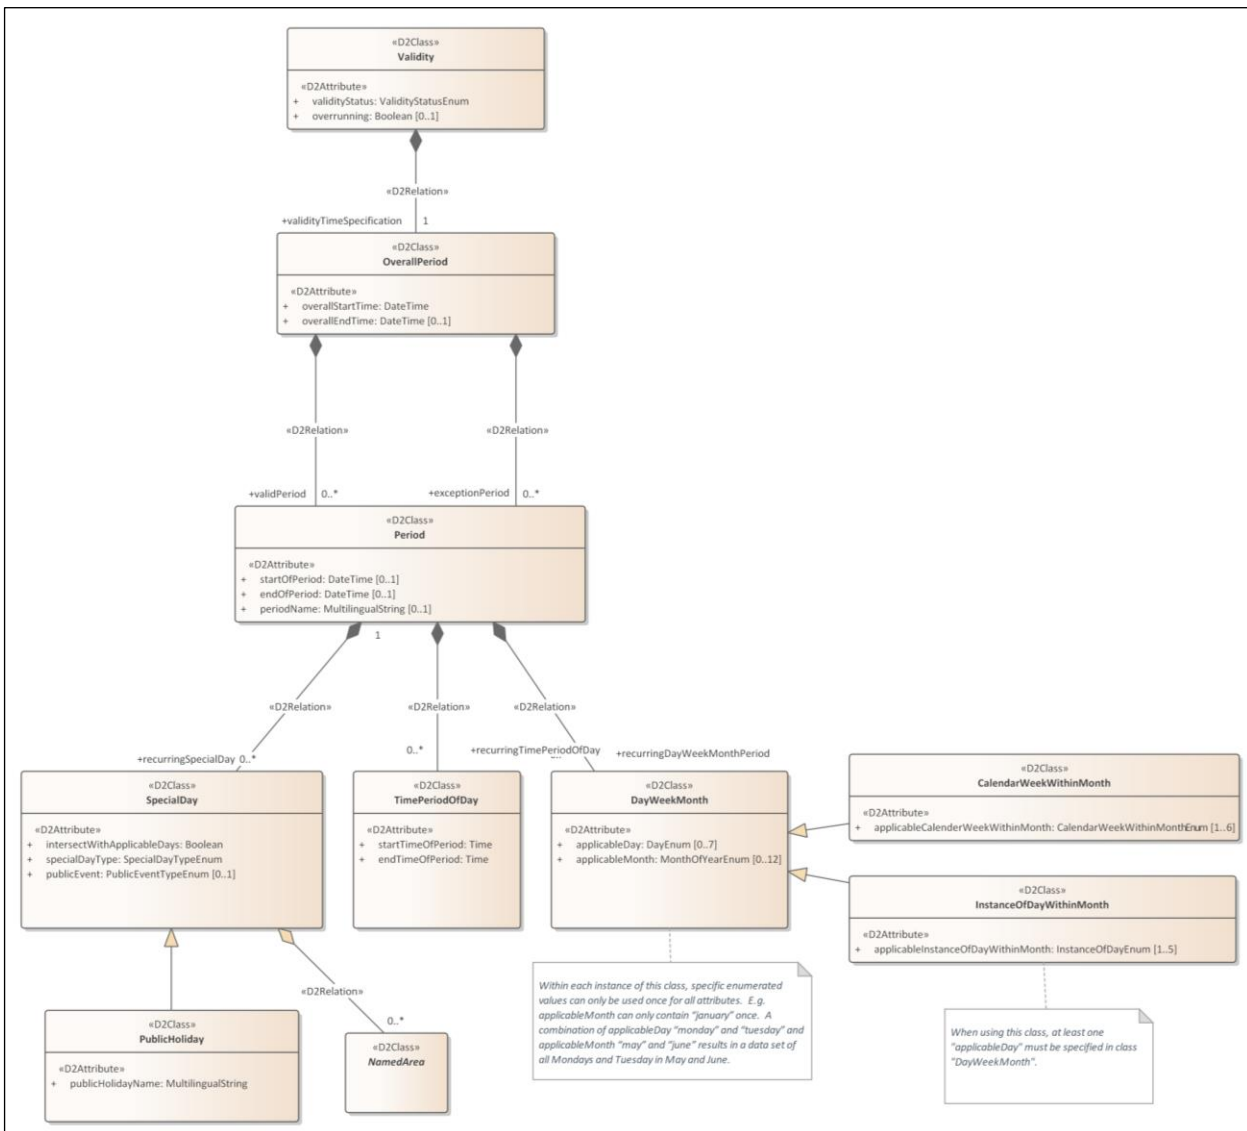 «D2Class»
Validity
«D2Attribute»
+ validityStatus: ValidityStatusEnum
+ overrunning: Boolean [0..1]
«D2Relation»
+validityTimeSpecification 1
«D2Class»
OverallPeriod
«D2Attribute»
+ overallStartTime: DateTime
+ overallEndTime: DateTime [0..1]
«D2Relation» «D2Relation»
+validPeriod 0..* +exceptionPeriod 0..*
«D2Class»
Period
«D2Attribute»
+ startOfPeriod: DateTime [0..1]
+ endOfPeriod: DateTime [0..1]
+ periodName: MultilingualString [0..1]
1
«D2Relation» «D2Relation» «D2Relation»
+recurringSpecialDay 0..* 0..* +recurringTimePeriodOfDay +recurringDayWeekMonthPeriod
«D2Class»
SpecialDay
«D2Attribute»
+ intersectWithApplicableDays: Boolean
+ specialDayType: SpecialDayTypeEnum
+ publicEvent: PublicEventTypeEnum [0..1]
«D2Class»
TimePeriodOfDay
«D2Attribute»
+ startTimeOfPeriod: Time
+ endTimeOfPeriod: Time
«D2Class»
DayWeekMonth
«D2Attribute»
+ applicableDay: DayEnum [0..7]
+ applicableMonth: MonthOfYearEnum [0..12]
«D2Class»
CalendarWeekWithinMonth
«D2Attribute»
+ applicableCalenderWeekWithinMonth: CalendarWeekWithinMonthEnum [1..6]
«D2Class»
InstanceOfDayWithinMonth
«D2Attribute»
+ applicableInstanceOfDayWithinMonth: InstanceOfDayEnum [1..5]
«D2Relation»
0..*
«D2Class»
PublicHoliday
«D2Attribute»
+ publicHolidayName: MultilingualString
«D2Class»
NamedArea
Within each instance of this class, specific enumerated
values can only be used once for all attributes. E.g.
applicableMonth can only contain "january" once. A
combination of applicableDay "monday" and "tuesday" and
applicableMonth "may" and "june" results in a data set of
all Mondays and Tuesday in May and June.
When using this class, at least one
"applicableDay" must be specified in class
"DayWeekMonth".